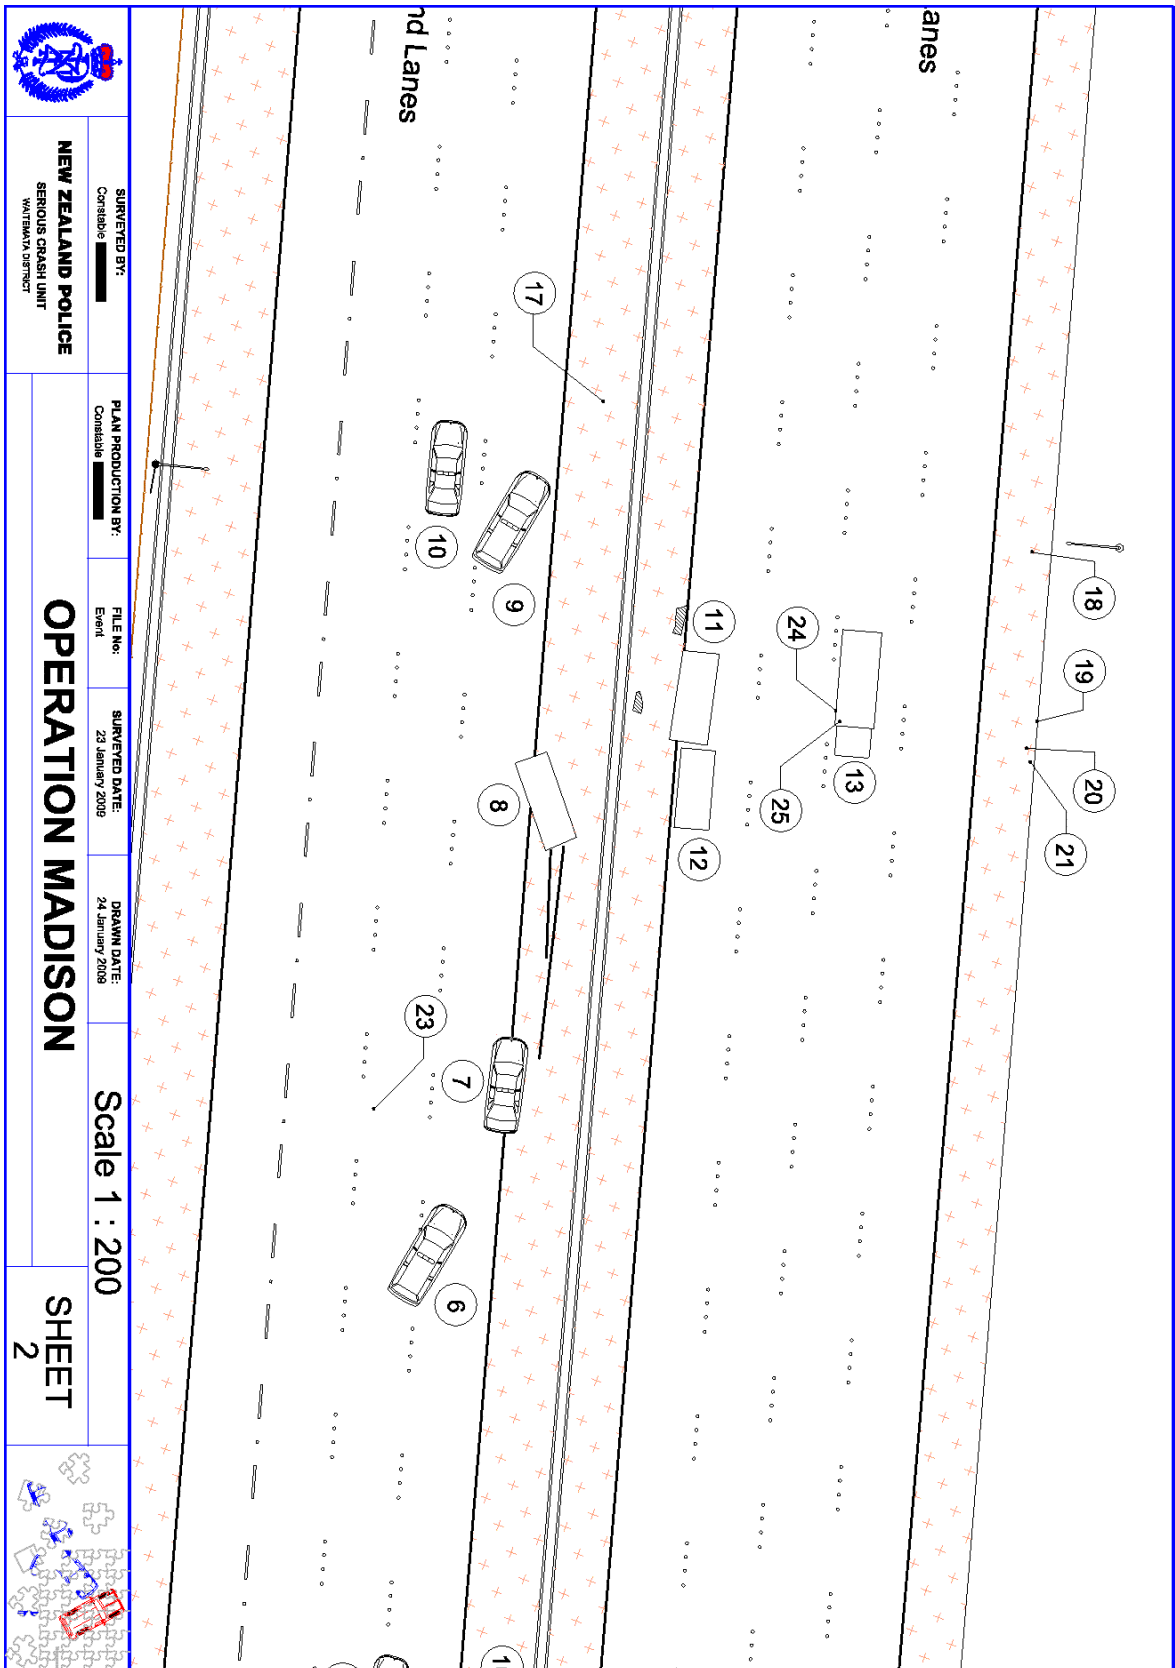 nd Lanes
anes
17
10
9
11
24
13
25
8
12
18
19
20
21
23
7
6
SURVEYED BY:
Constable
NEW ZEALAND POLICE
SERIOUS CRASH UNIT
WAITEMATA DISTRICT
PLAN PRODUCTION BY:
Constable
FILE No:
Event
SURVEYED DATE:
23 January 2009
DRAWN DATE:
24 January 2009
Scale 1 : 200
OPERATION MADISON
SHEET
2